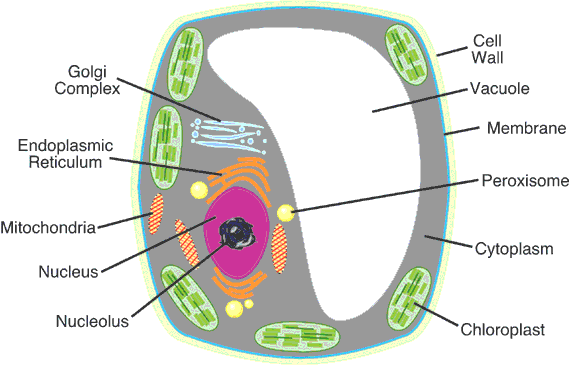 Golgi
Complex
Endoplasmic
Reticulum
Mitochondria
Nucleus
Nucleolus
Cell
Wall
Vacuole
Membrane
Peroxisome
Cytoplasm
Chloroplast